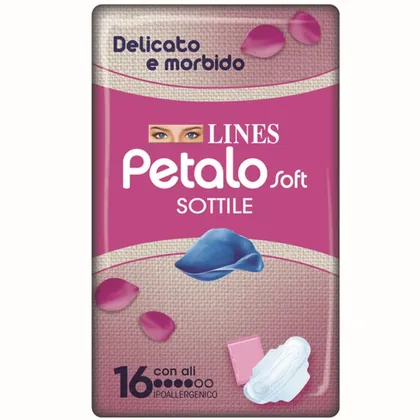 Delicato
e morbido
LINES
Petalo Soft
SOTTILE
16 con ali
IPOALLERGENICO